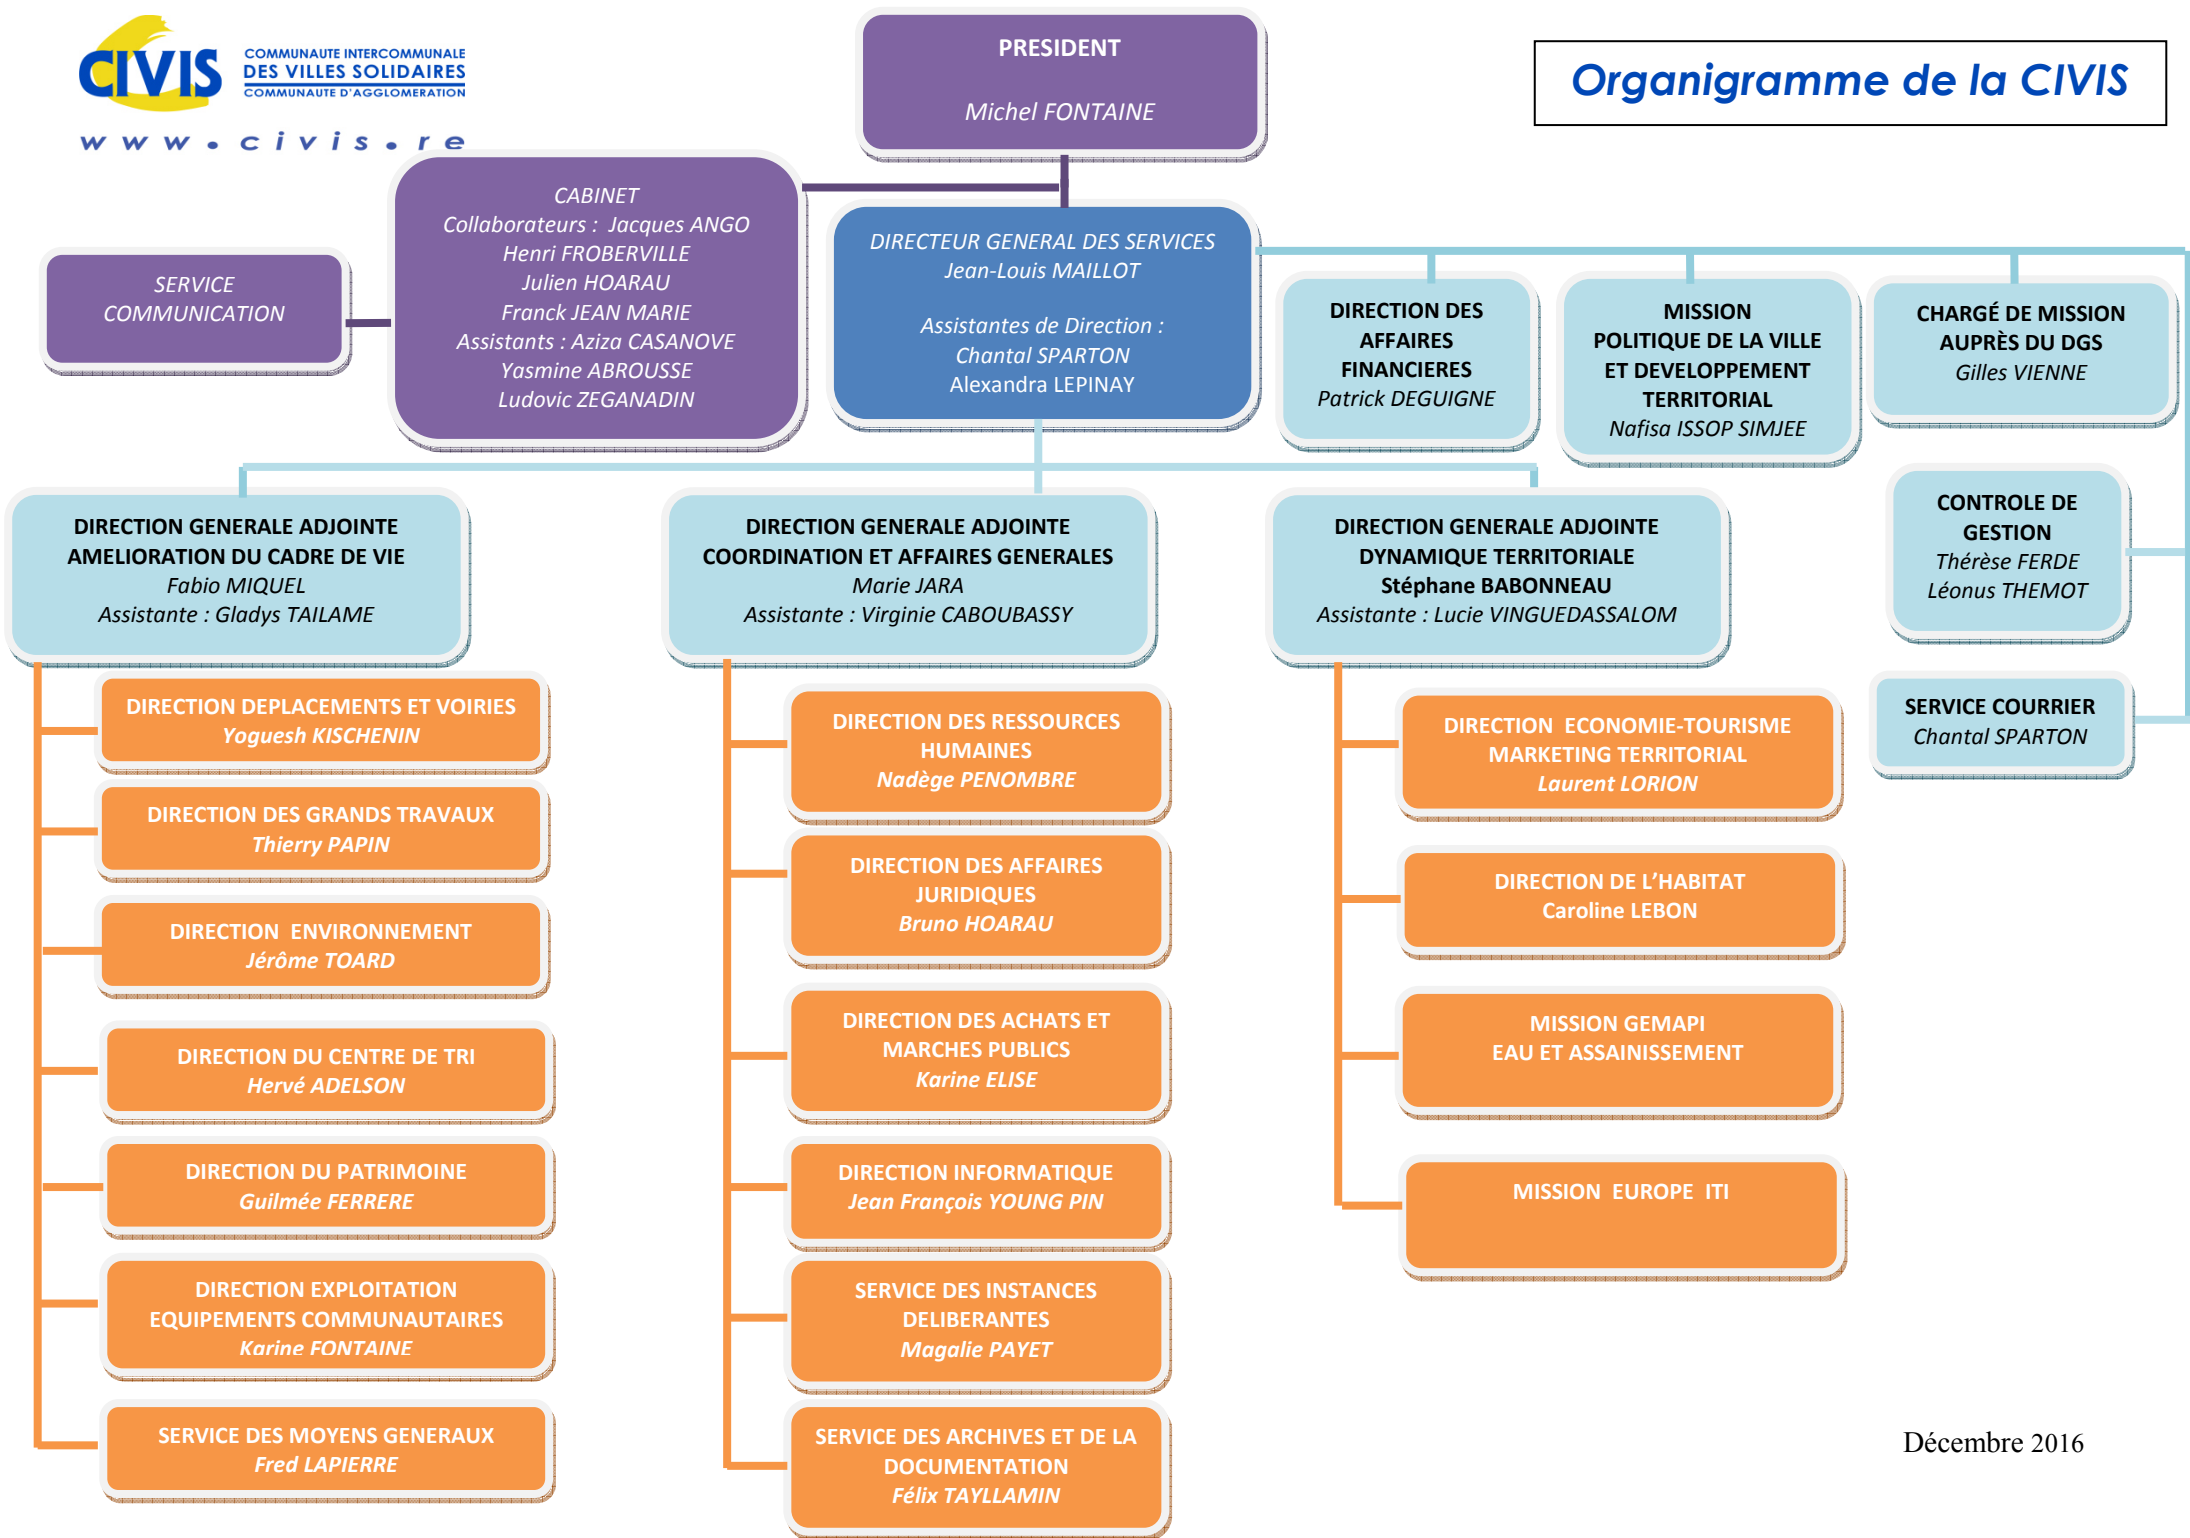 CIVIS
COMMUNAUTE INTERCOMMUNALE
DES VILLES SOLIDAIRES
COMMUNAUTE D'AGGLOMERATION
www.civis.re
PRESIDENT
Michel FONTAINE
Organigramme de la CIVIS
SERVICE
COMMUNICATION
CABINET
Collaborateurs : Jacques ANGO
Henri FROBERVILLE
Julien HOARAU
Franck JEAN MARIE
Assistants : Aziza CASANOVE
Yasmine ABROUSSE
Ludovic ZEGANADIN
DIRECTEUR GENERAL DES SERVICES
Jean-Louis MAILLOT
Assistantes de Direction :
Chantal SPARTON
Alexandra LEPINAY
DIRECTION DES
AFFAIRES
FINANCIERES
Patrick DEGUIGNE
MISSION
POLITIQUE DE LA VILLE
ET DEVELOPPEMENT
TERRITORIAL
Nafisa ISSOP SIMJEE
CHARGÉ DE MISSION
AUPRÈS DU DGS
Gilles VIENNE
CONTROLE DE
GESTION
Thérèse FERDE
Léonus THEMOT
SERVICE COURRIER
Chantal SPARTON
DIRECTION GENERALE ADJOINTE
AMELIORATION DU CADRE DE VIE
Fabio MIQUEL
Assistante : Gladys TAILAME
DIRECTION DEPLACEMENTS ET VOIRIES
Yoguesh KISCHENIN
DIRECTION DES GRANDS TRAVAUX
Thierry PAPIN
DIRECTION ENVIRONNEMENT
Jérôme TOARD
DIRECTION DU CENTRE DE TRI
Hervé ADELSON
DIRECTION DU PATRIMOINE
Guilmée FERRERE
DIRECTION EXPLOITATION
EQUIPEMENTS COMMUNAUTAIRES
Karine FONTAINE
SERVICE DES MOYENS GENERAUX
Fred LAPIERRE
DIRECTION GENERALE ADJOINTE
COORDINATION ET AFFAIRES GENERALES
Marie JARA
Assistante : Virginie CABOUBASSY
DIRECTION DES RESSOURCES
HUMAINES
Nadège PENOMBRE
DIRECTION DES AFFAIRES
JURIDIQUES
Bruno HOARAU
DIRECTION DES ACHATS ET
MARCHES PUBLICS
Karine ELISE
DIRECTION INFORMATIQUE
Jean François YOUNG PIN
SERVICE DES INSTANCES
DELIBERANTES
Magalie PAYET
SERVICE DES ARCHIVES ET DE LA
DOCUMENTATION
Félix TAYLLAMIN
DIRECTION GENERALE ADJOINTE
DYNAMIQUE TERRITORIALE
Stéphane BABONNEAU
Assistante : Lucie VINGUEDASSALOM
DIRECTION ECONOMIE-TOURISME
MARKETING TERRITORIAL
Laurent LORION
DIRECTION DE L'HABITAT
Caroline LEBON
MISSION GEMAPI
EAU ET ASSAINISSEMENT
MISSION EUROPE ITI
Décembre 2016